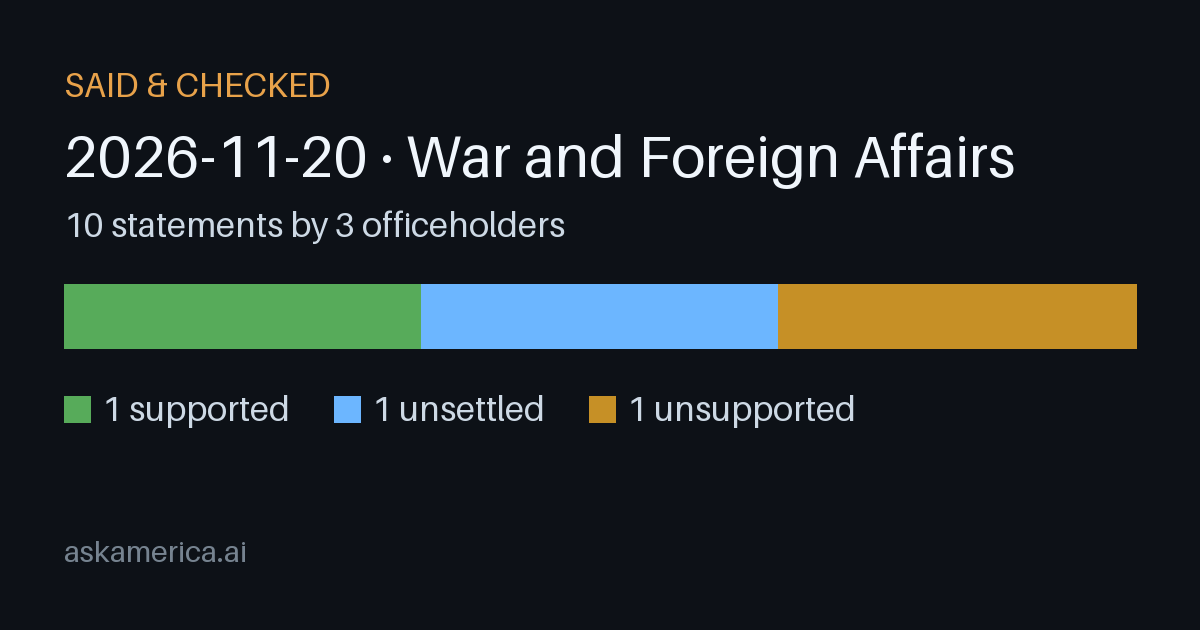 SAID & CHECKED
2026-11-20 · War and Foreign Affairs
10 statements by 3 officeholders
1 supported 1 unsettled 1 unsupported
askamerica.ai